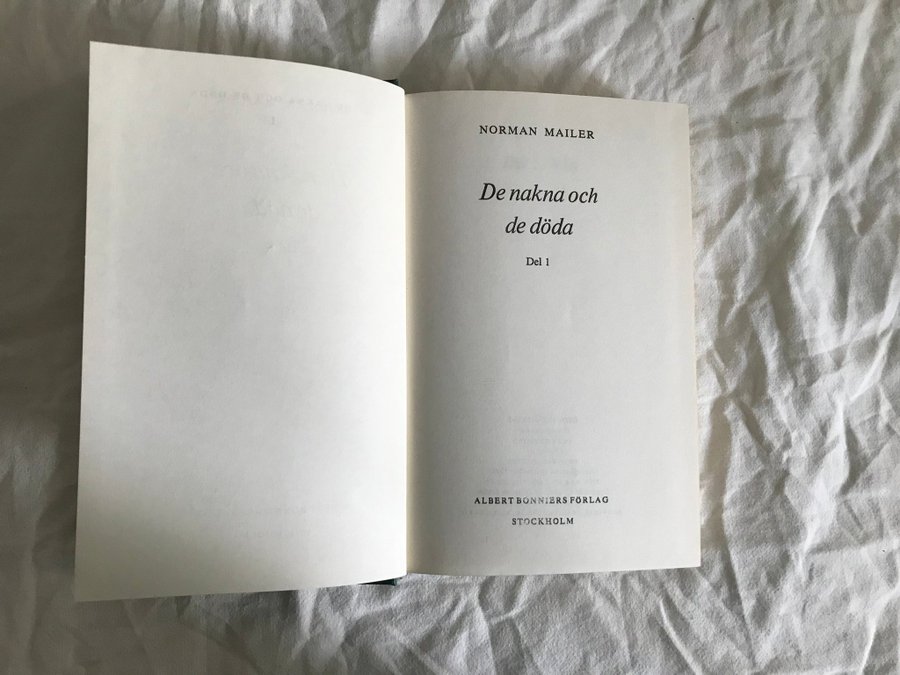 NORMAN MAILER
De nakna och
de döda
Del 1
ALBERT BONNIERS FÖRLAG
STOCKHOLM